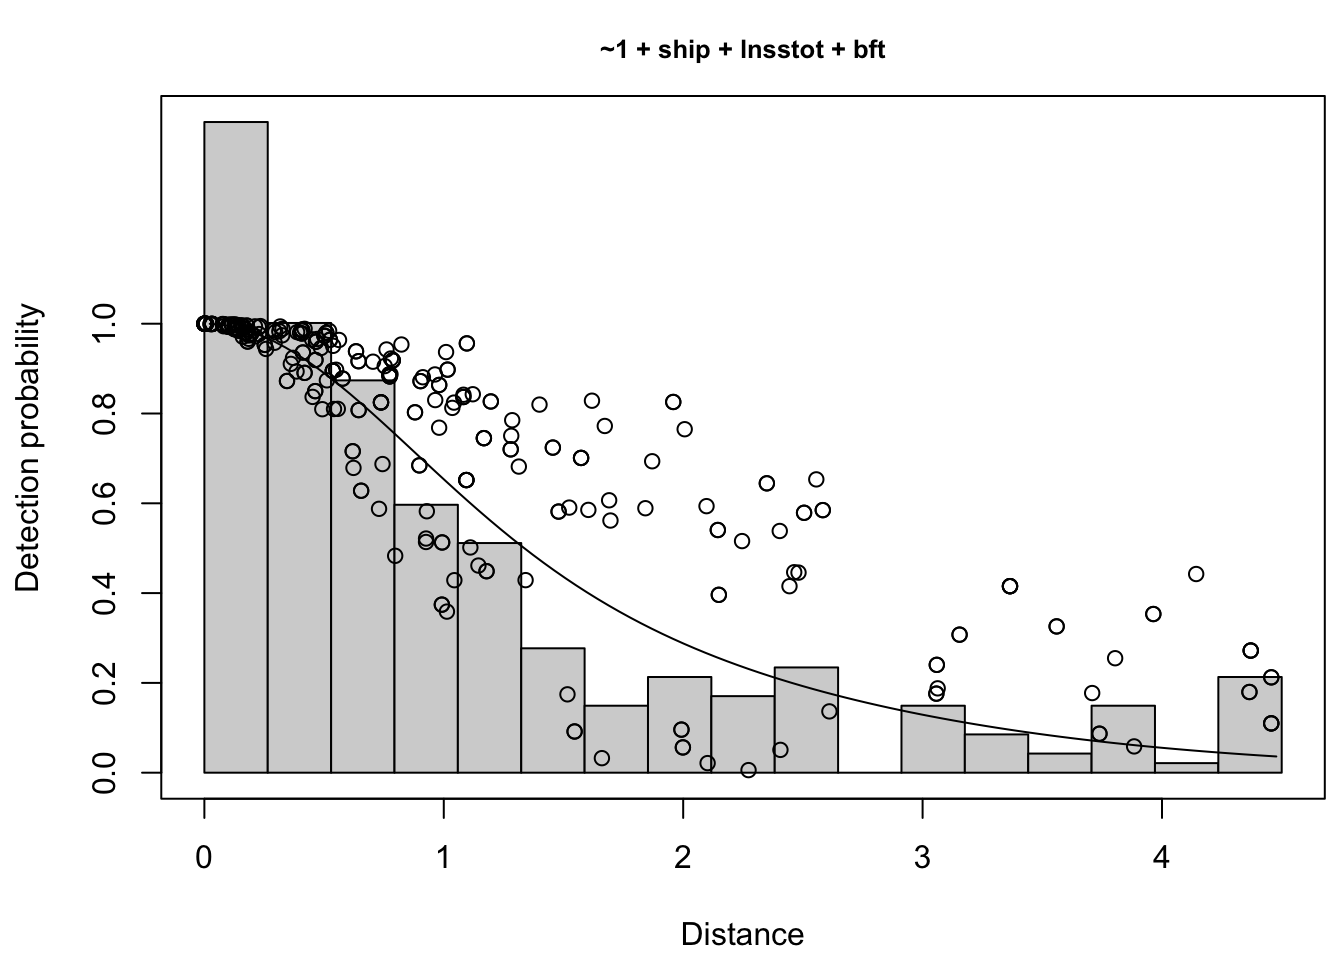 ~1 + ship + lnsstot + bft
Detection probability
1.0
0.8
0.6
0.4
0.2
0.0
0 1 2 3 4
Distance